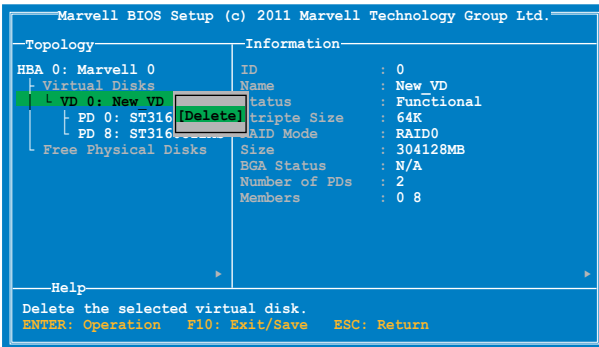 Marvell BIOS Setup (c) 2011 Marvell Technology Group Ltd.
Topology
HBA 0: Marvell 0
Virtual Disks
VD 0: New_VD
[Delete]
PD 0: ST316
PD 8: ST316
Free Physical Disks
Information
ID : 0
Name : New_VD
tatus : Functional
tripte Size : 64K
AID Mode : RAID0
Size : 304128MB
BGA Status : N/A
Number of PDs : 2
Members : 0 8
Help
Delete the selected virtual disk.
ENTER: Operation F10: Exit/Save ESC: Return